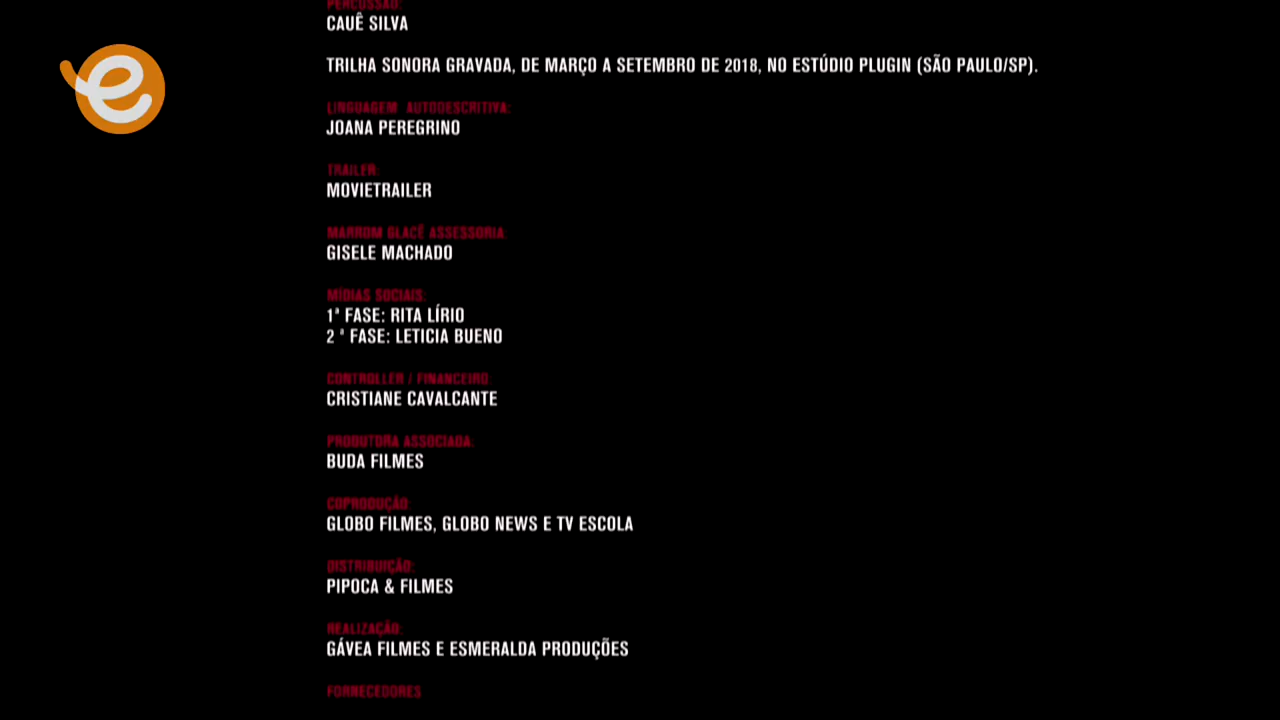 PERCUSSÃO:
CAUÊ SILVA
TRILHA SONORA GRAVADA, DE MARÇO A SETEMBRO DE 2018, NO ESTÚDIO PLUGIN (SÃO PAULO/SP).
LINGUAGEM AUTODESCRITIVA:
JOANA PEREGRINO
TRAILER:
MOVIETRAILER
MARROM GLACÊ ASSESSORIA:
GISELE MACHADO
MÍDIAS SOCIAIS:
1ª FASE: RITA LÍRIO
2 ª FASE: LETICIA BUENO
CONTROLLER / FINANCEIRO:
CRISTIANE CAVALCANTE
PRODUTORA ASSOCIADA:
BUDA FILMES
COPRODUÇÃO:
GLOBO FILMES, GLOBO NEWS E TV ESCOLA
DISTRIBUIÇÃO:
PIPOCA & FILMES
REALIZAÇÃO:
GÁVEA FILMES E ESMERALDA PRODUÇÕES
FORNECEDORES